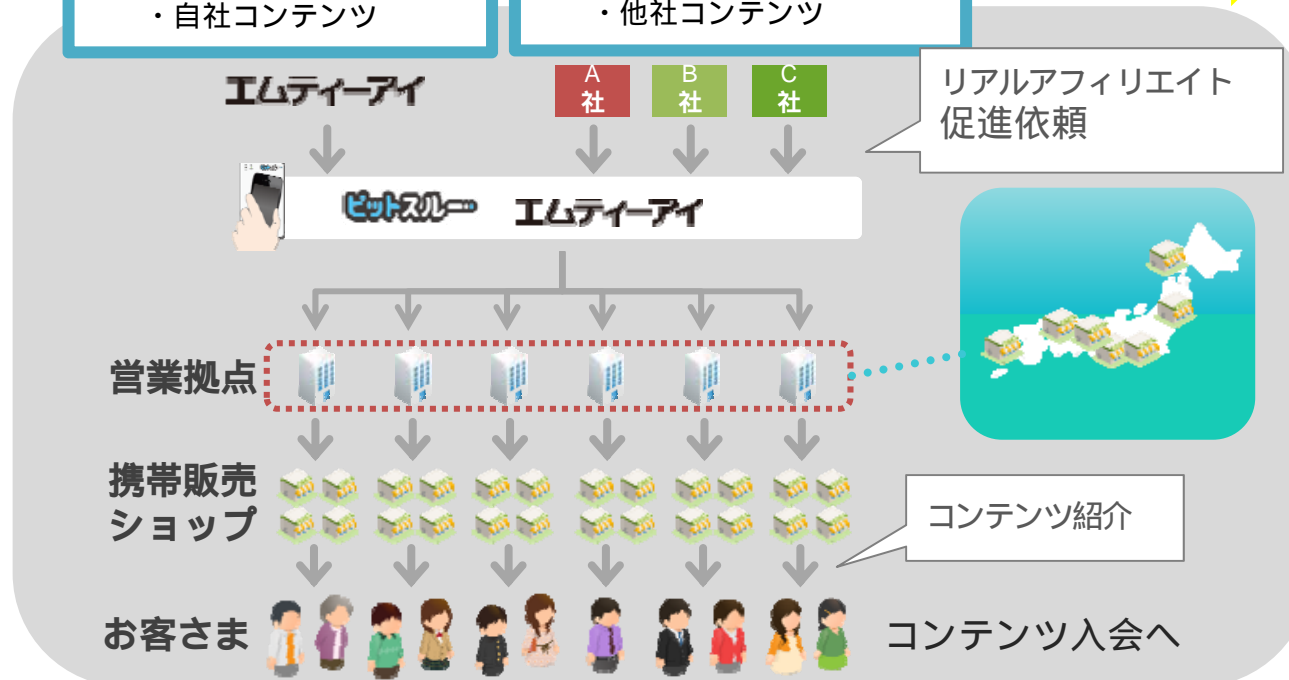 ・自社コンテンツ
・他社コンテンツ
エムティーアイ
A社
B社
C社
リアルアフィリエイト
促進依頼
ピットスルー エムティーアイ
営業拠点
携帯販売
ショップ
コンテンツ紹介
お客さま
コンテンツ入会へ